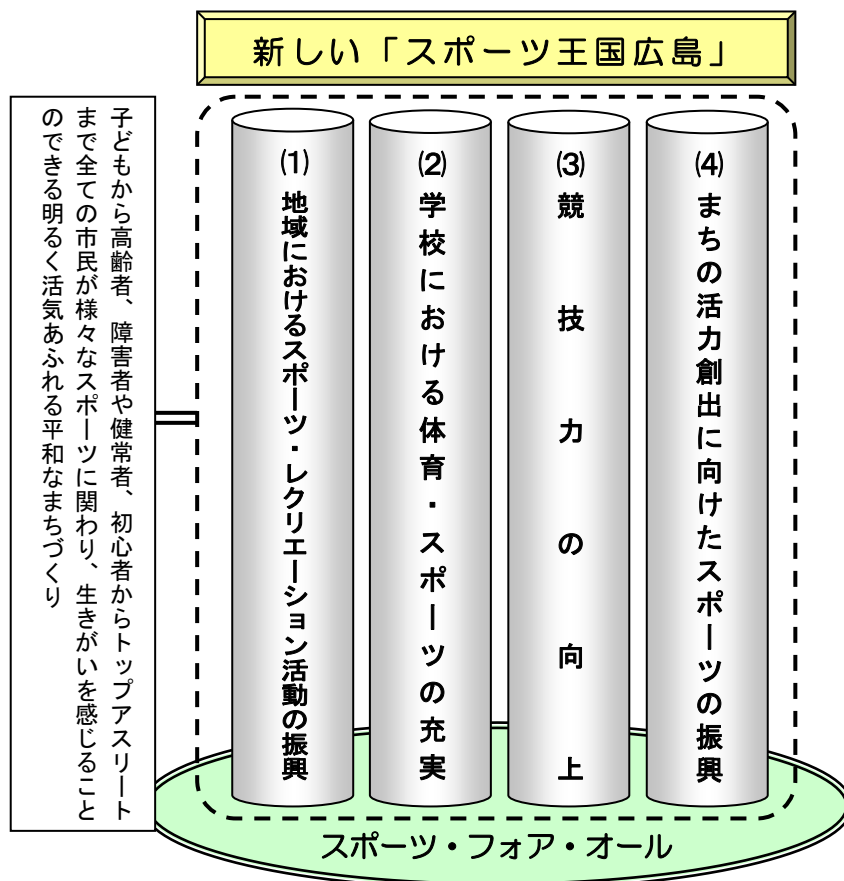 新しい「スポーツ王国広島」
子どもから高齢者、障害者や健常者、初心者からトップアスリート
まで全ての市民が様々なスポーツに関わり、生きがいを感じること
のできる明るく活気あふれる平和なまちづくり
⑴地域におけるスポーツ・レクリエーション活動の振興
⑵学校における体育・スポーツの充実
⑶競技力の向上
⑷まちの活力創出に向けたスポーツの振興
スポーツ・フォア・オール